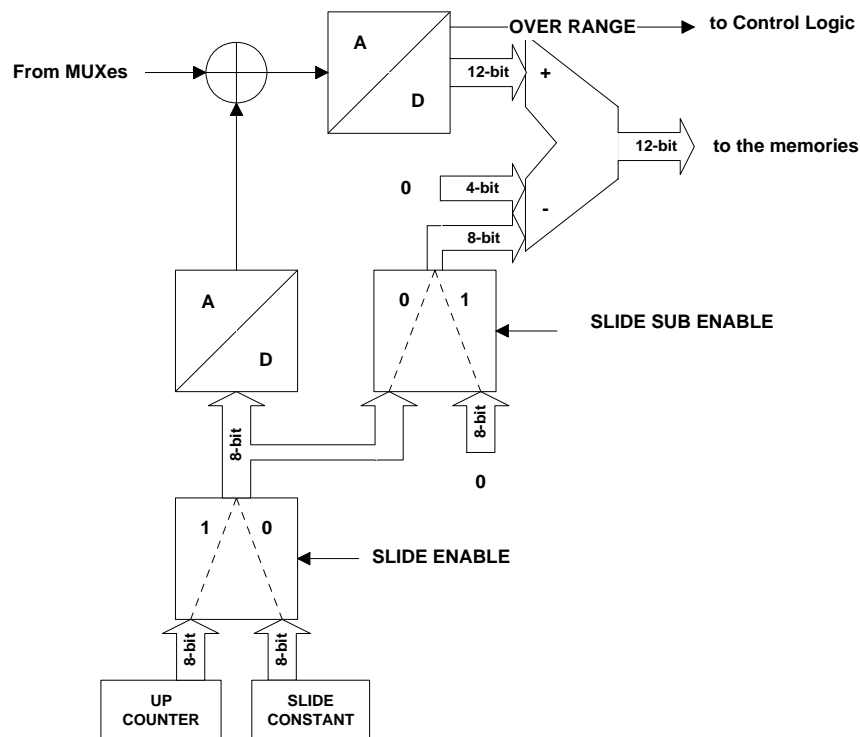 OVER RANGE
to Control Logic
A
D
From MUXes
12-bit
+
12-bit
to the memories
0
4-bit
-
8-bit
A
D
0
1
SLIDE SUB ENABLE
8-bit
8-bit
0
1
0
SLIDE ENABLE
8-bit
8-bit
UP
COUNTER
SLIDE
CONSTANT